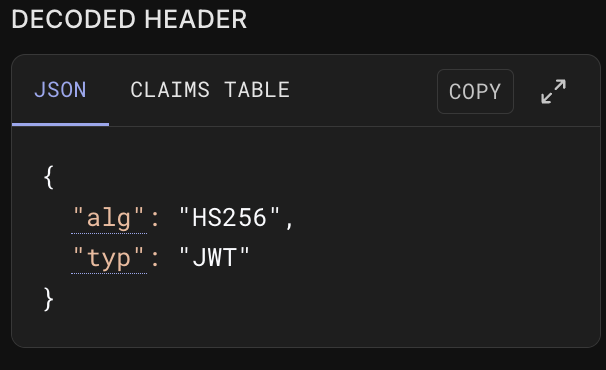 DECODED HEADER
JSON CLAIMS TABLE COPY
{
"alg": "HS256",
"typ": "JWT"
}